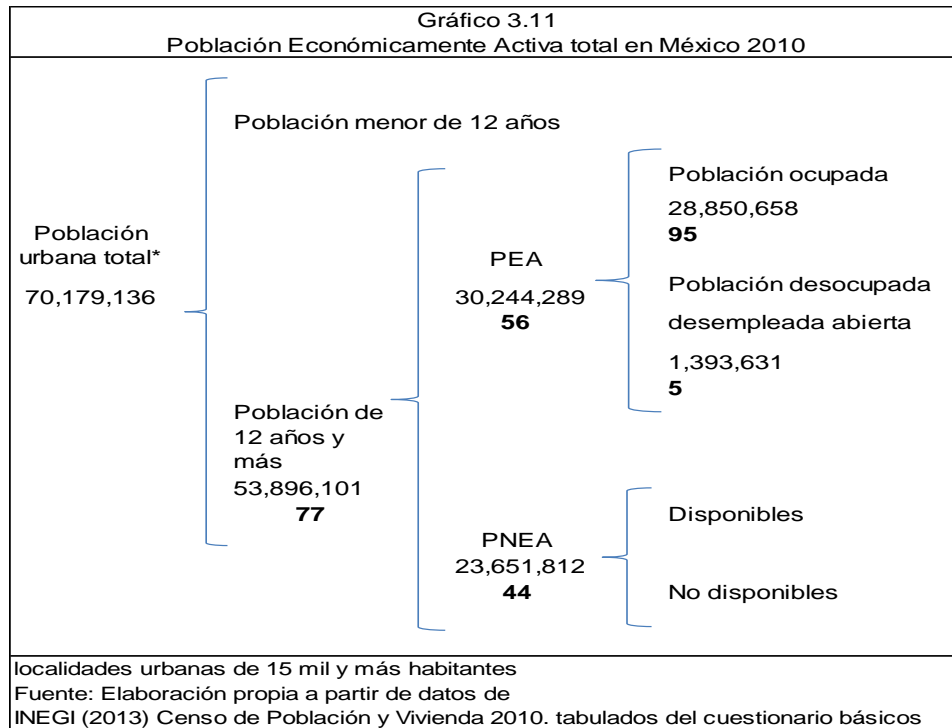 Gráfico 3.11
Población Económicamente Activa total en México 2010
Población
urbana total*
70,179,136
Población menor de 12 años
Población de
12 años y
más
53,896,101
77
PEA
30,244,289
56
Población ocupada
28,850,658
95
Población desocupada
desempleada abierta
1,393,631
5
PNEA
23,651,812
44
Disponibles
No disponibles
localidades urbanas de 15 mil y más habitantes
Fuente: Elaboración propia a partir de datos de
INEGI (2013) Censo de Población y Vivienda 2010. tabulados del cuestionario básicos